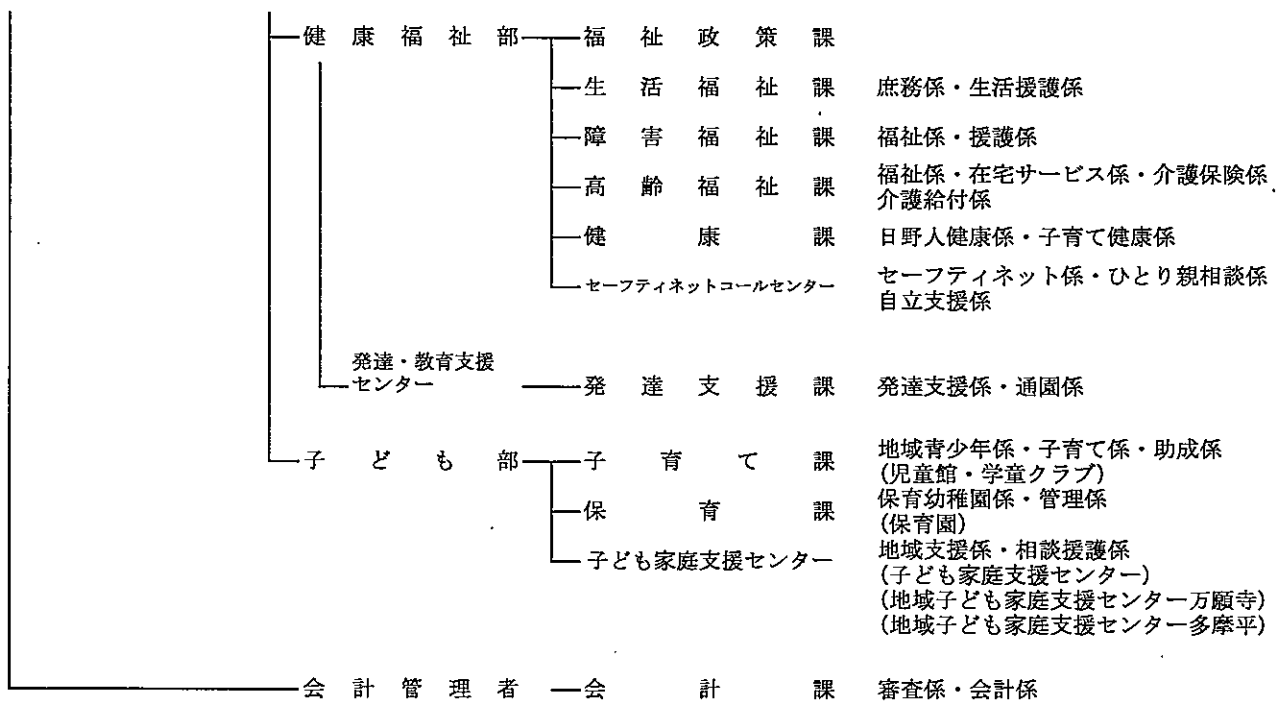 健康福祉部 福祉政策課
生活福祉課 庶務係・生活援護係
障害福祉課 福祉係・援護係
高齢福祉課 福祉係・在宅サービス係・介護保険係
介護給付係
健康課 日野人健康係・子育て健康係
セーフティネットコールセンター セーフティネット係・ひとり親相談係
自立支援係
発達・教育支援
センター 発達支援課 発達支援係・通園係
子ども部 子育て課 地域青少年係・子育て係・助成係
(児童館・学童クラブ)
保育課 保育幼稚園係・管理係
(保育園)
子ども家庭支援センター 地域支援係・相談援護係
(子ども家庭支援センター)
(地域子ども家庭支援センター万願寺)
(地域子ども家庭支援センター多摩平)
会計管理者 会計課 審査係・会計係